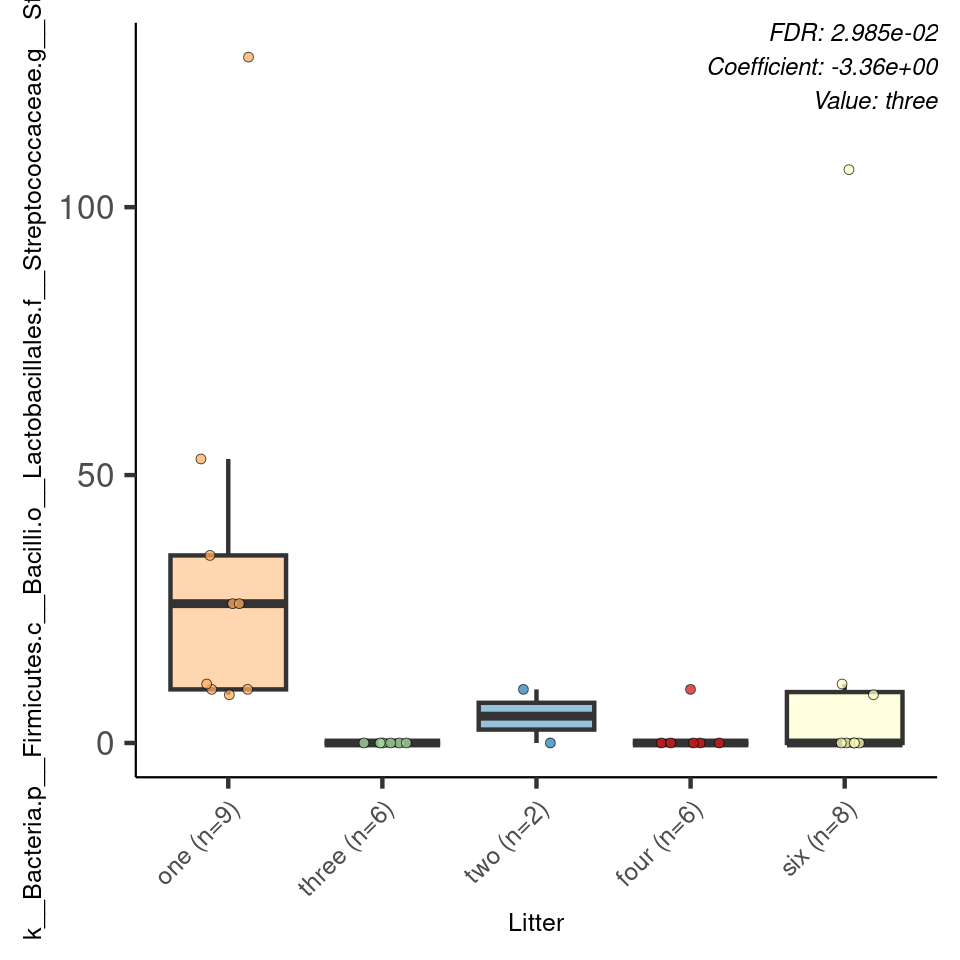 FDR: 2.985e-02
Coefficient: -3.36e+00
Value: three
k__Bacteria.p__Firmicutes.c__Bacilli.o__Lactobacillales.f__Streptococcaceae.g__St
100
50
0
one (n=9)
three (n=6)
two (n=2)
four (n=6)
six (n=8)
Litter